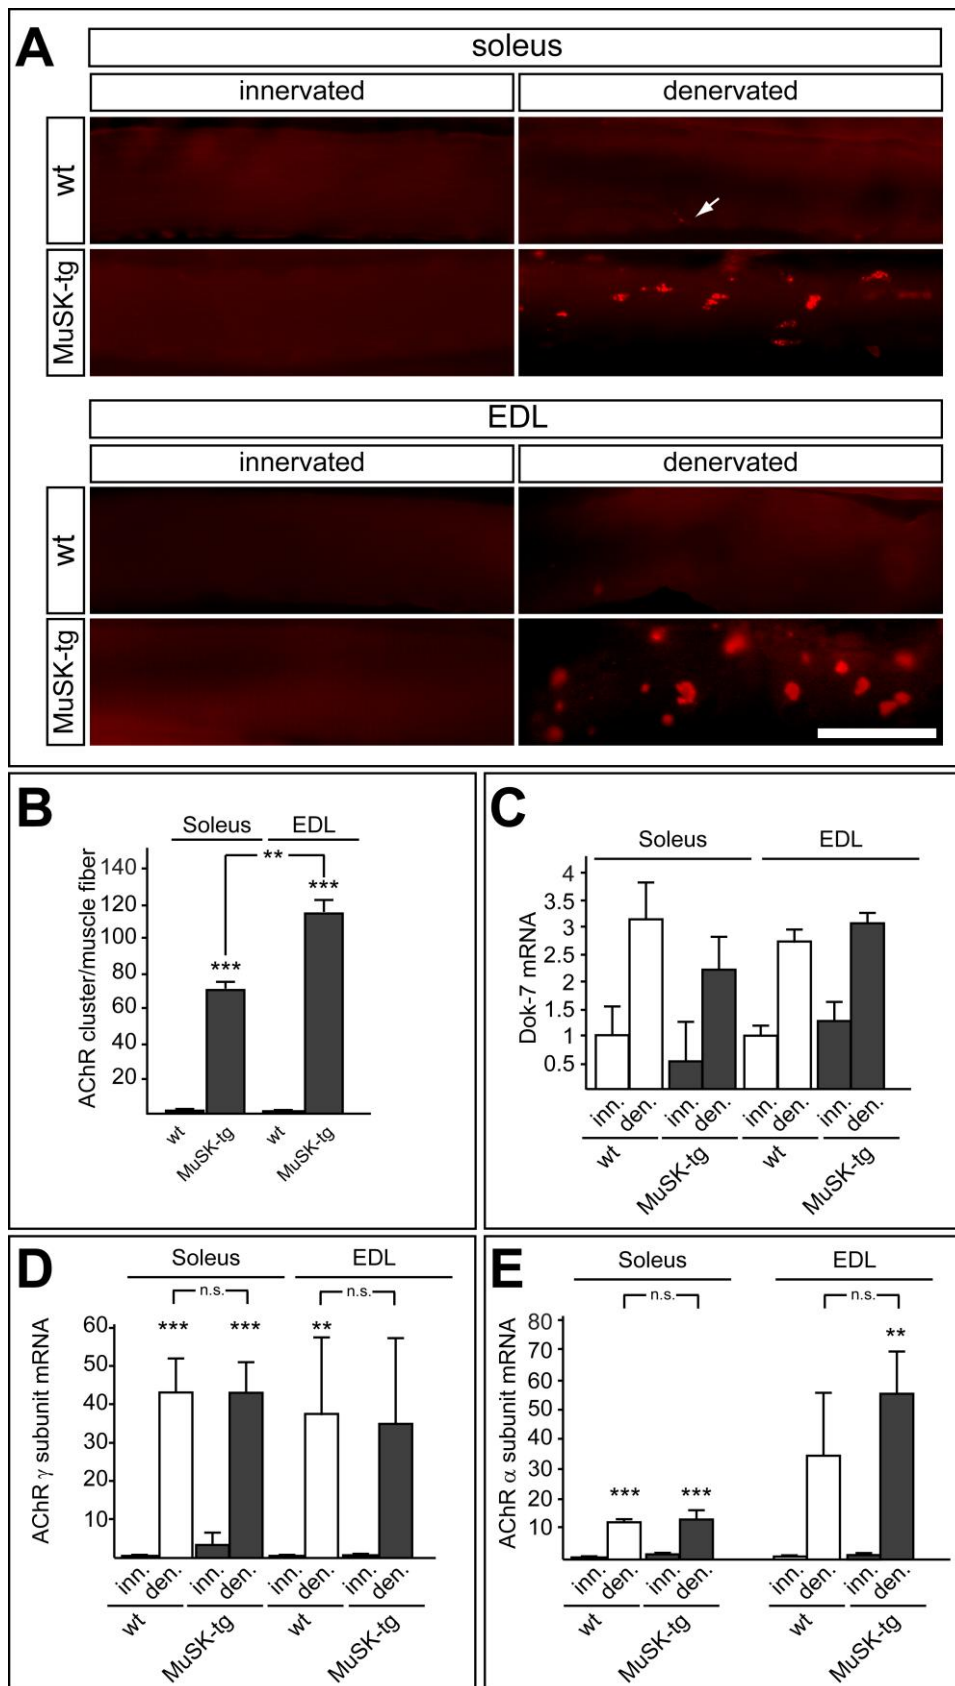 A
soleus
innervated denervated
wt
MuSK-tg
EDL
innervated denervated
wt
MuSK-tg
B
Soleus EDL
AChR cluster/muscle fiber
140
120
100
80
60
40
20
** 
***
***
wt MuSK-tg wt MuSK-tg
C
Soleus EDL
Dok-7 mRNA
4
3.5
3
2.5
2
1.5
1
0.5
inn. den. inn. den. inn. den. inn. den.
wt MuSK-tg wt MuSK-tg
D
Soleus EDL
n.s. n.s.
AChR γ subunit mRNA
60
50
40
30
20
10
*** *** **
inn. den. inn. den. inn. den. inn. den.
wt MuSK-tg wt MuSK-tg
E
Soleus EDL
n.s. n.s.
AChR α subunit mRNA
80
70
60
50
40
30
20
10
*** *** **
inn. den. inn. den. inn. den. inn. den.
wt MuSK-tg wt MuSK-tg